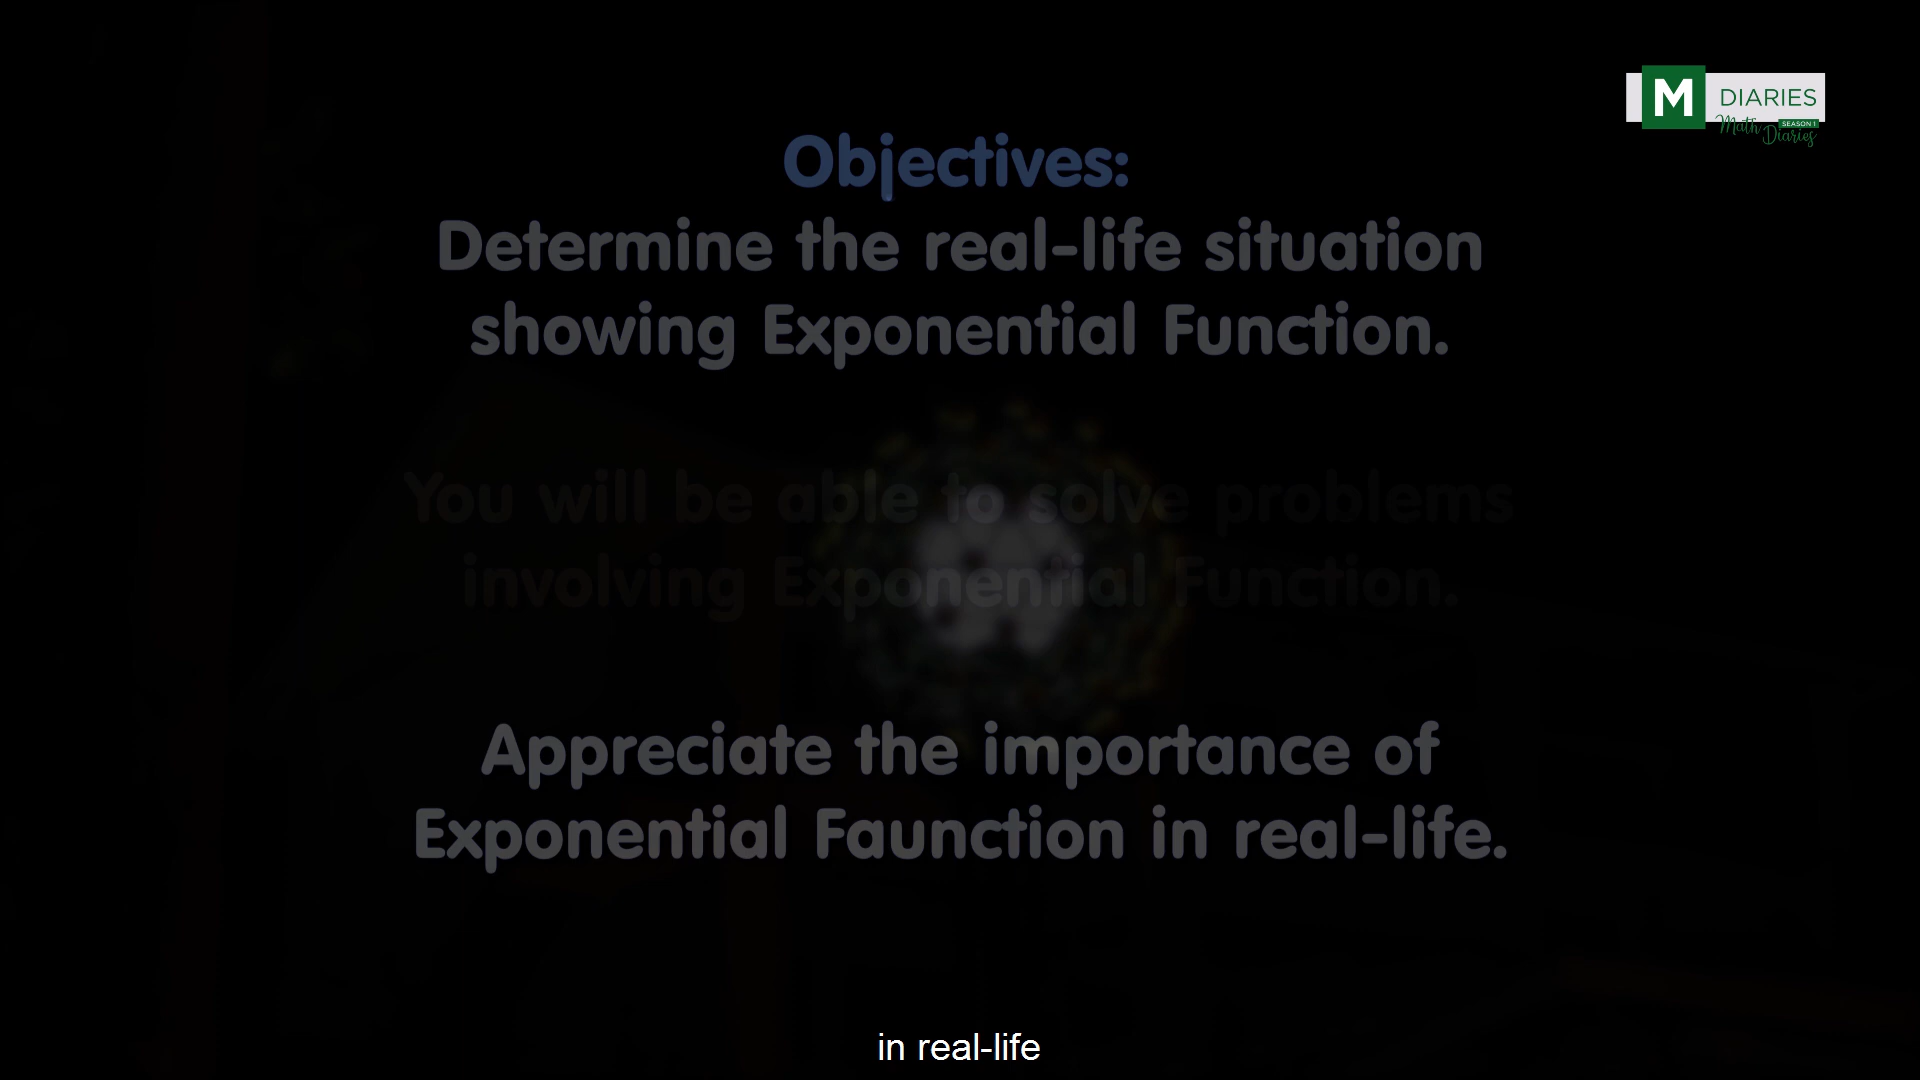 M DIARIES
Math Diaries
SEASON 1
Objectives:
Determine the real-life situation
showing Exponential Function.
You will be able to solve problems
involving Exponential Function.
Appreciate the importance of
Exponential Faunction in real-life.
in real-life